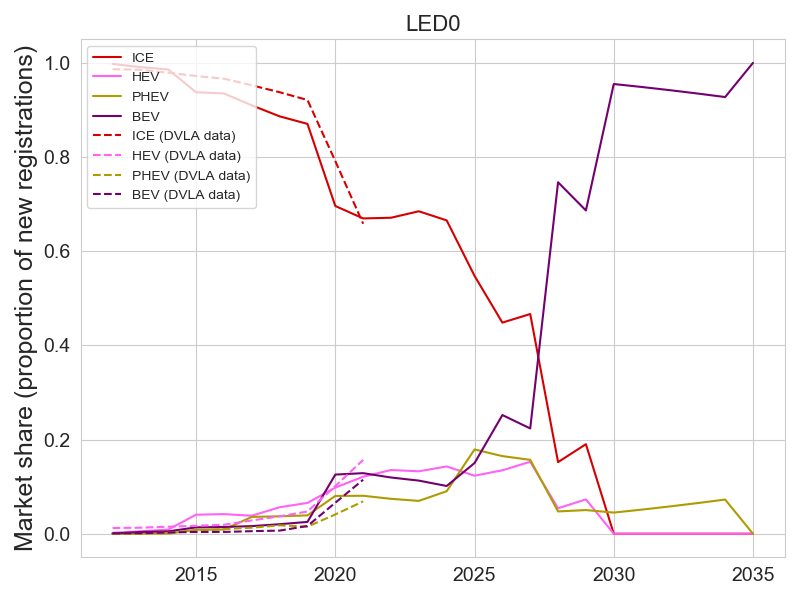 LED0
Market share (proportion of new registrations)
1.0
0.8
0.6
0.4
0.2
0.0
ICE
HEV
PHEV
BEV
ICE (DVLA data)
HEV (DVLA data)
PHEV (DVLA data)
BEV (DVLA data)
2015
2020
2025
2030
2035